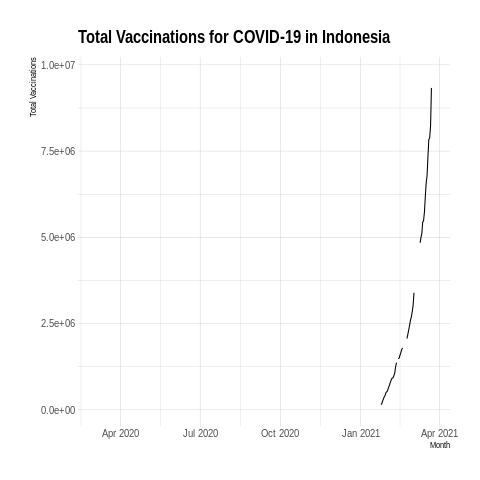 Total Vaccinations for COVID-19 in Indonesia
Total Vaccinations
1.0e+07
7.5e+06
5.0e+06
2.5e+06
0.0e+00
Apr 2020
Jul 2020
Oct 2020
Jan 2021
Apr 2021
Month